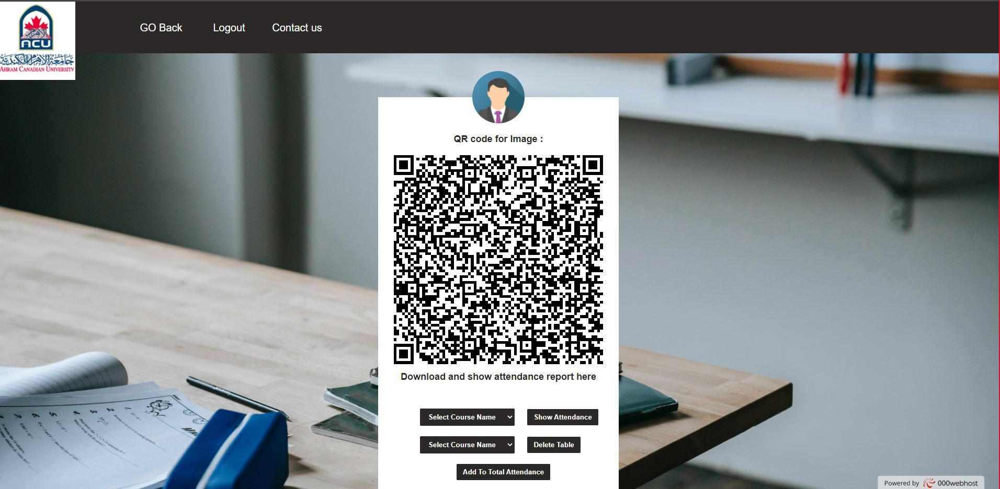 ACU
جامعة الأهرام الكندية
AHRAM CANADIAN UNIVERSITY
GO Back
Logout
Contact us
QR code for Image :
Download and show attendance report here
Select Course Name
Show Attendance
Select Course Name
Delete Table
Add To Total Attendance
Powered by 000webhost